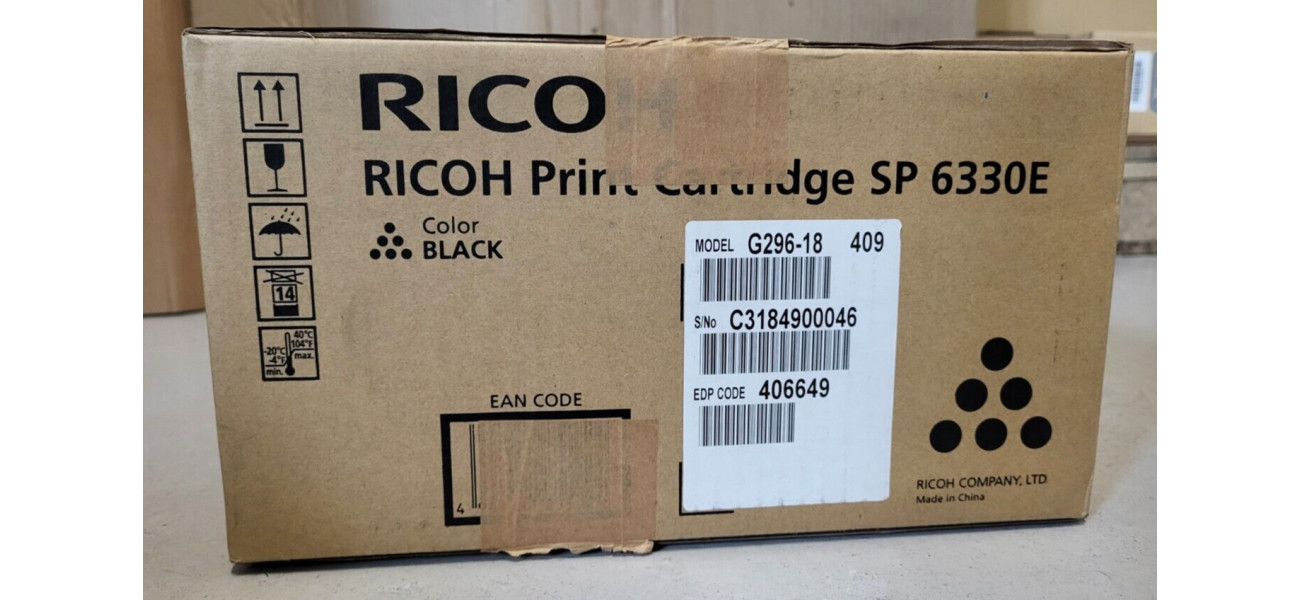 RICOH
RICOH Print Cartridge SP 6330E
Color
BLACK
MODEL G296-18 409
S/No C3184900046
EDP CODE 406649
14
40°C
104°F
max.
-20°C
-4°F
min.
EAN CODE
4
RICOH COMPANY, LTD.
Made in China